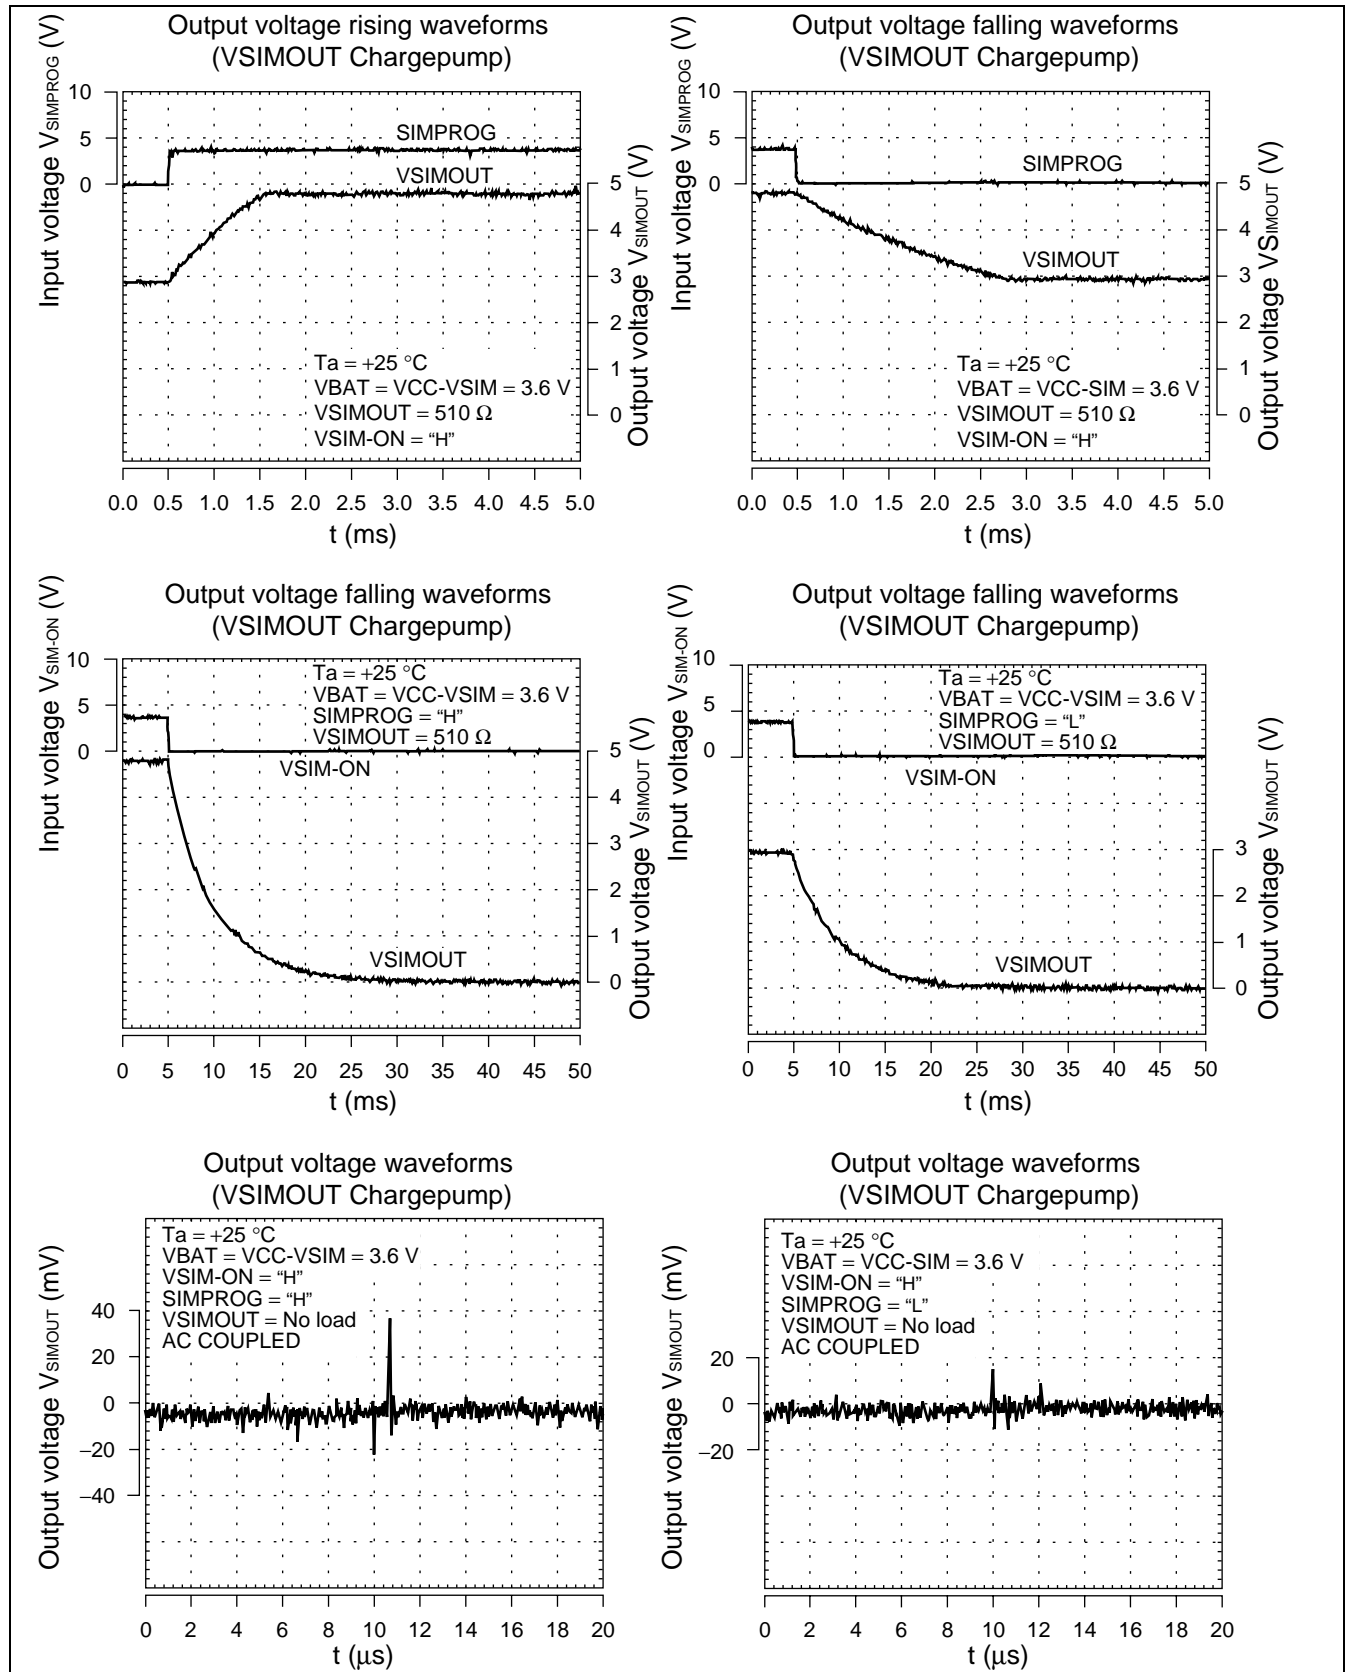 Output voltage rising waveforms
(VSIMOUT Chargepump)
Input voltage VSIMPROG (V)
10
5
0
SIMPROG
VSIMOUT
5
4
3
2
1
0
Output voltage VSIMOUT (V)
Ta = +25 °C
VBAT = VCC-VSIM = 3.6 V
VSIMOUT = 510 Ω
VSIM-ON = “H”
0.0 0.5 1.0 1.5 2.0 2.5 3.0 3.5 4.0 4.5 5.0
t (ms)
Output voltage falling waveforms
(VSIMOUT Chargepump)
Input voltage VSIMPROG (V)
10
5
0
SIMPROG
VSIMOUT
5
4
3
2
1
0
Output voltage VSIMOUT (V)
Ta = +25 °C
VBAT = VCC-SIM = 3.6 V
VSIMOUT = 510 Ω
VSIM-ON = “H”
0.0 0.5 1.0 1.5 2.0 2.5 3.0 3.5 4.0 4.5 5.0
t (ms)
Output voltage falling waveforms
(VSIMOUT Chargepump)
Input voltage VSIM-ON (V)
10
5
0
Ta = +25 °C
VBAT = VCC-VSIM = 3.6 V
SIMPROG = “H”
VSIMOUT = 510 Ω
VSIM-ON
VSIMOUT
5
4
3
2
1
0
Output voltage VSIMOUT (V)
0 5 10 15 20 25 30 35 40 45 50
t (ms)
Output voltage falling waveforms
(VSIMOUT Chargepump)
Input voltage VSIM-ON (V)
10
5
0
Ta = +25 °C
VBAT = VCC-VSIM = 3.6 V
SIMPROG = “L”
VSIMOUT = 510 Ω
VSIM-ON
VSIMOUT
3
2
1
0
Output voltage VSIMOUT (V)
0 5 10 15 20 25 30 35 40 45 50
t (ms)
Output voltage waveforms
(VSIMOUT Chargepump)
Output voltage VSIMOUT (mV)
40
20
0
−20
−40
Ta = +25 °C
VBAT = VCC-VSIM = 3.6 V
VSIM-ON = “H”
SIMPROG = “H”
VSIMOUT = No load
AC COUPLED
0 2 4 6 8 10 12 14 16 18 20
t (µs)
Output voltage waveforms
(VSIMOUT Chargepump)
Output voltage VSIMOUT (mV)
20
0
−20
Ta = +25 °C
VBAT = VCC-SIM = 3.6 V
VSIM-ON = “H”
SIMPROG = “L”
VSIMOUT = No load
AC COUPLED
0 2 4 6 8 10 12 14 16 18 20
t (µs)